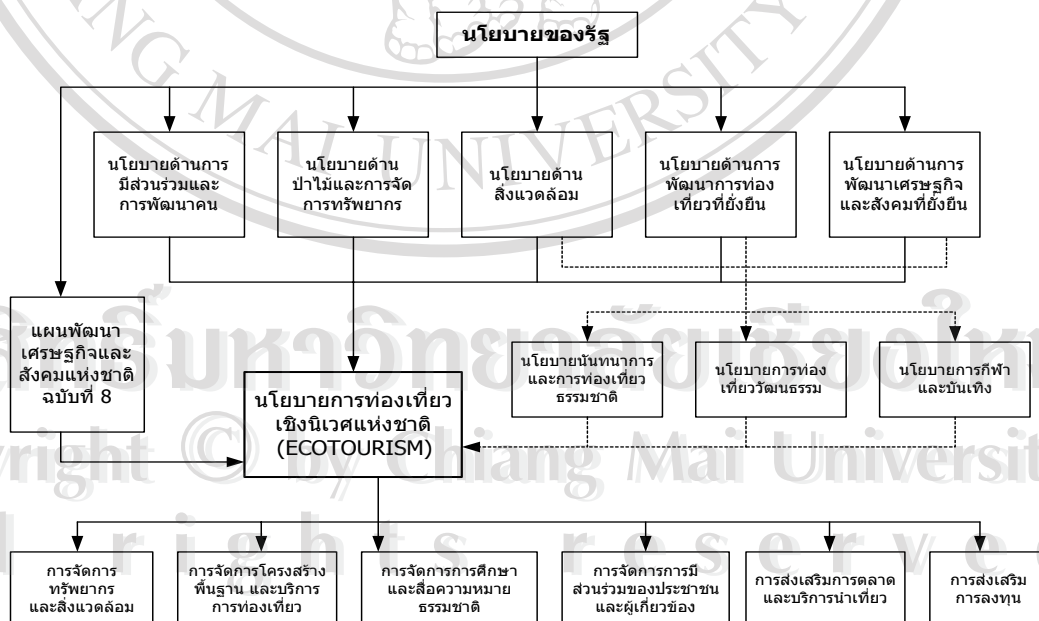 นโยบายของรัฐ
นโยบายด้านการ
มีส่วนร่วมและ
การพัฒนาคน
นโยบายด้าน
ป่าไม้และการจัด
การทรัพยากร
นโยบายด้าน
สิ่งแวดล้อม
นโยบายด้านการ
พัฒนาการท่อง
เที่ยวที่ยั่งยืน
นโยบายด้านการ
พัฒนาเศรษฐกิจ
และสังคมที่ยั่งยืน
แผนพัฒนา
เศรษฐกิจและ
สังคมแห่งชาติ
ฉบับที่ 8
นโยบายการท่องเที่ยว
เชิงนิเวศแห่งชาติ
(ECOTOURISM)
นโยบายนันทนาการ
และการท่องเที่ยว
ธรรมชาติ
นโยบายการท่อง
เที่ยววัฒนธรรม
นโยบายการกีฬา
และบันเทิง
การจัดการ
ทรัพยากร
และสิ่งแวดล้อม
การจัดการโครงสร้าง
พื้นฐาน และบริการ
การท่องเที่ยว
การจัดการการศึกษา
และสื่อความหมาย
ธรรมชาติ
การจัดการการมี
ส่วนร่วมของประชาชน
และผู้เกี่ยวข้อง
การส่งเสริมการตลาด
และบริการนำเที่ยว
การส่งเสริม
การลงทุน
ANG MAI UNIVERSITY
by Chiang Mai Universit
rights reserve